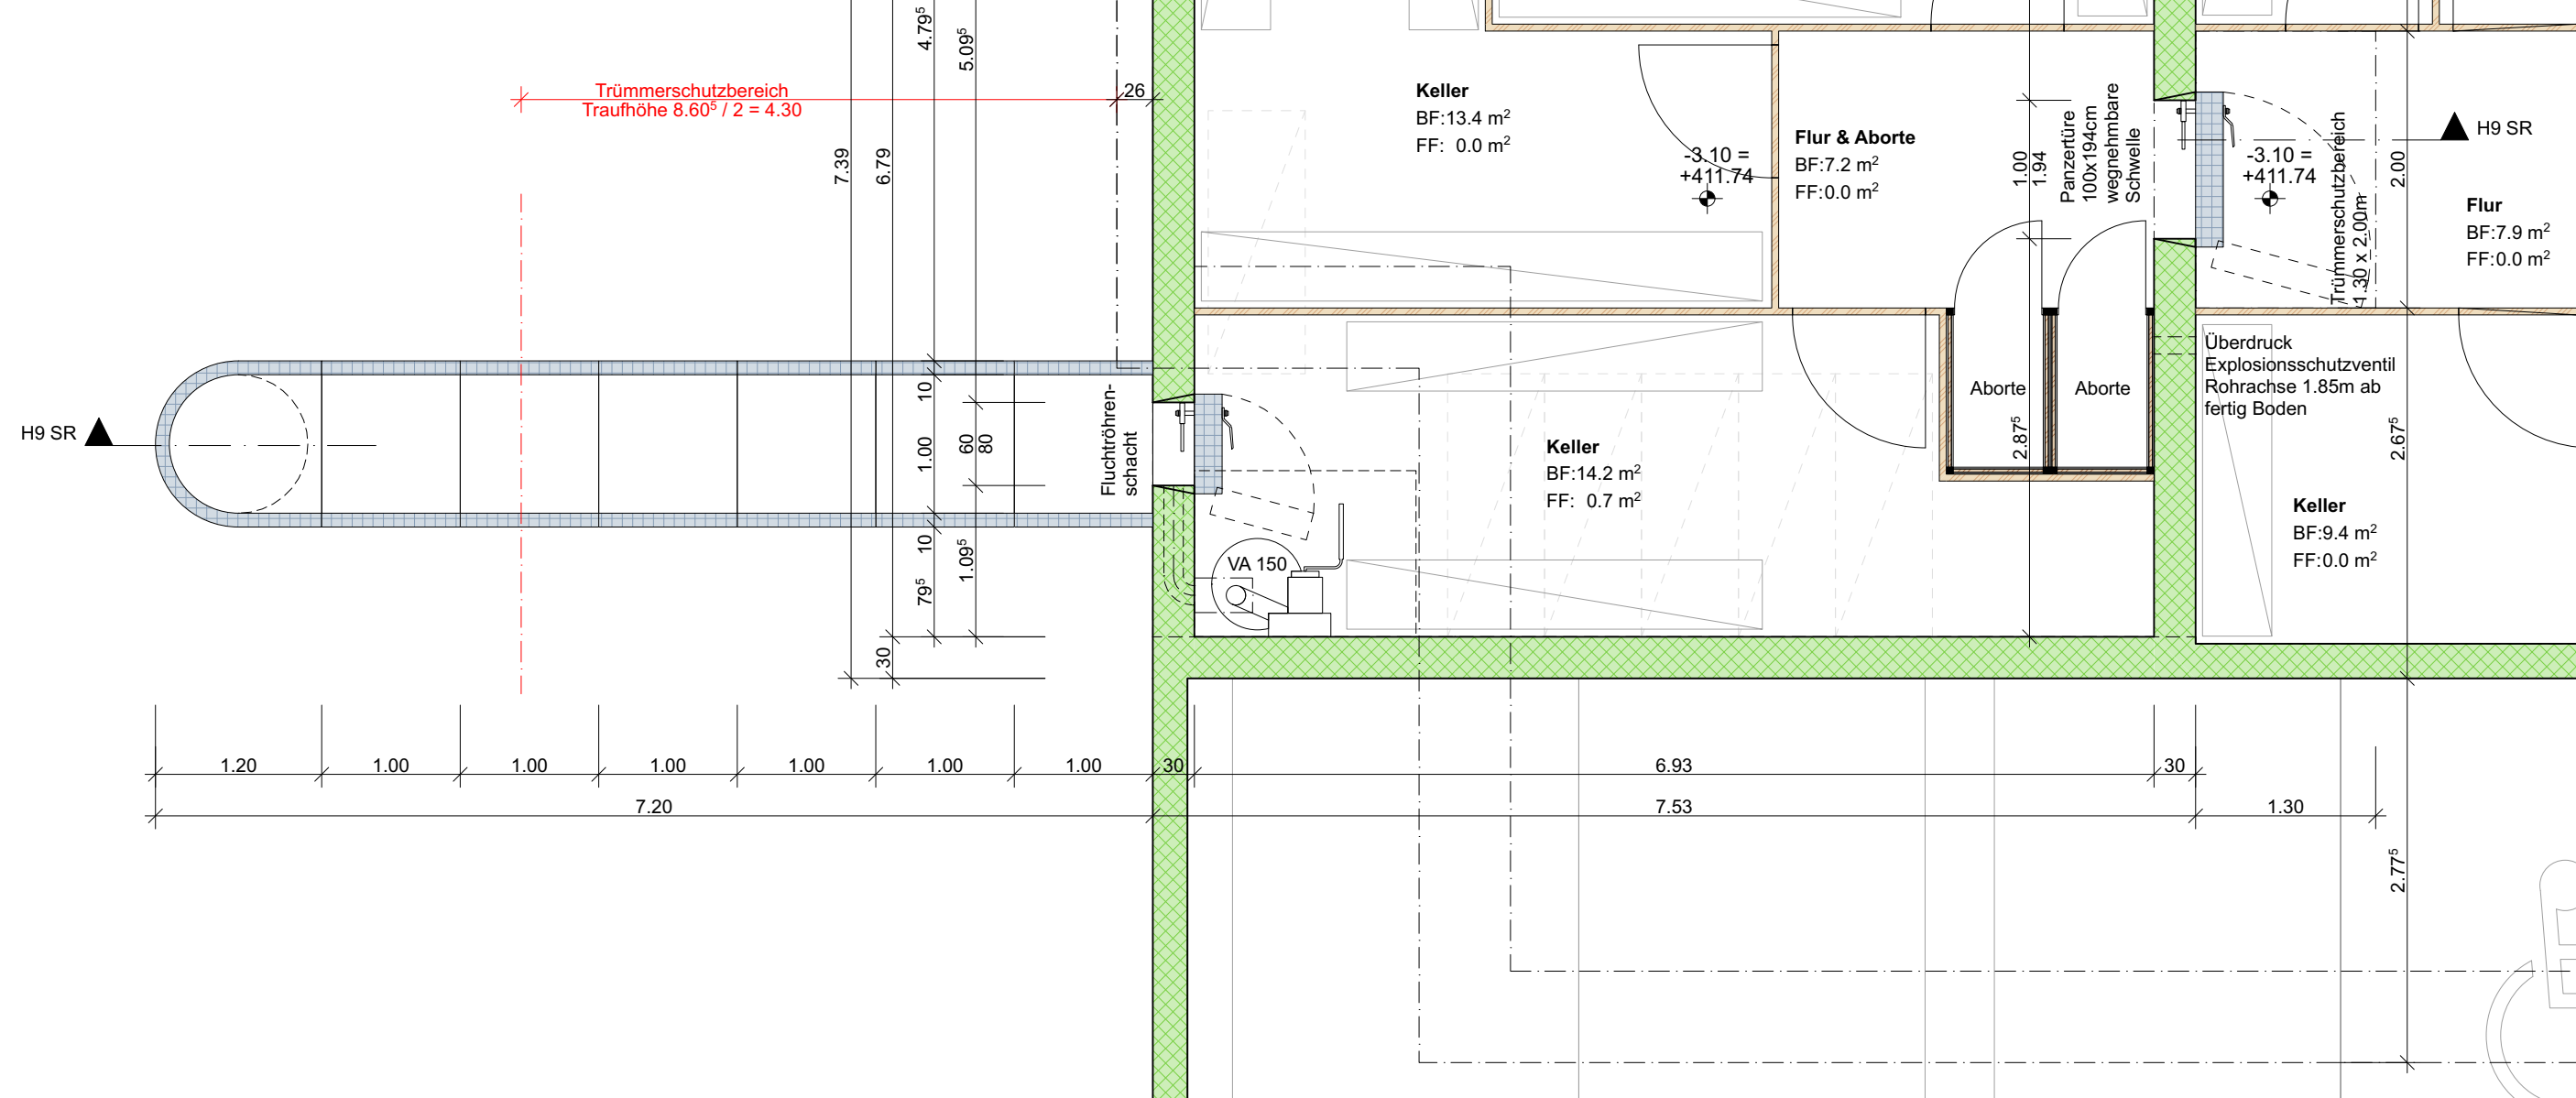 4.79⁵
5.09⁵
Trümmerschutzbereich
Traufhöhe 8.60⁵ / 2 = 4.30
26
7.39
6.79
Keller
BF:13.4 m²
FF: 0.0 m²
-3.10 =
+411.74
Flur & Aborte
BF:7.2 m²
FF:0.0 m²
1.00
1.94
Panzertüre
100x194cm
wegnehmbare
Schwelle
-3.10 =
+411.74
Trümmerschutzbereich
1.30 x 2.00m
2.00
H9 SR
Flur
BF:7.9 m²
FF:0.0 m²
H9 SR
10
1.00
10
79⁵
60
80
1.09⁵
30
Fluchtröhren-
schacht
VA 150
Keller
BF:14.2 m²
FF: 0.7 m²
Aborte
Aborte
2.87⁵
Überdruck
Explosionsschutzventil
Rohrachse 1.85m ab
fertig Boden
2.67⁵
Keller
BF:9.4 m²
FF:0.0 m²
1.20
1.00
1.00
1.00
1.00
1.00
1.00
30
6.93
30
7.20
7.53
1.30
2.77⁵